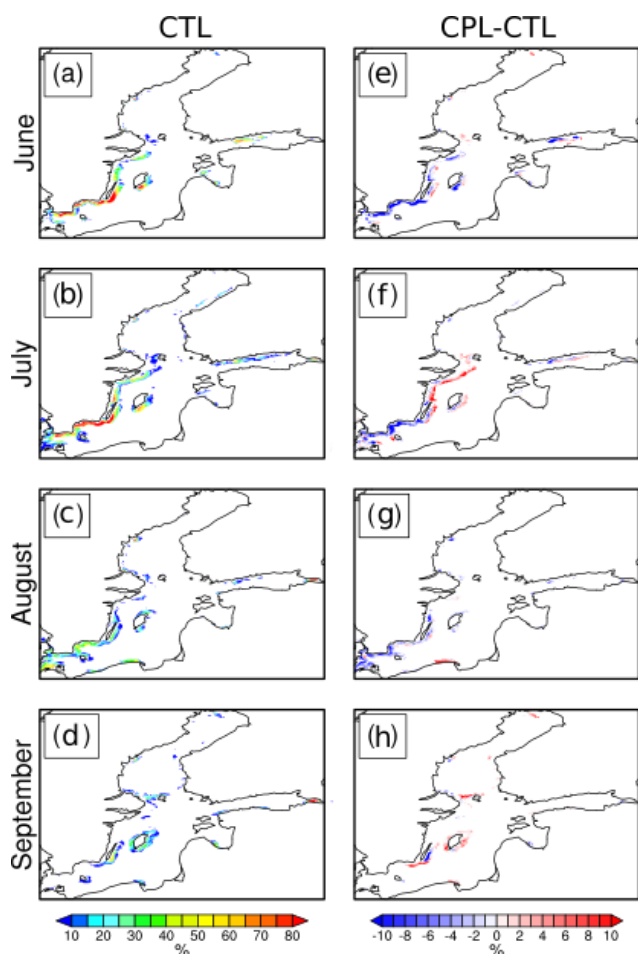 CTL CPL-CTL
June (a) (e)
July (b) (f)
August (c) (g)
September (d) (h)
10 20 30 40 50 60 70 80 -10 -8 -6 -4 -2 0 2 4 6 8 10
% %